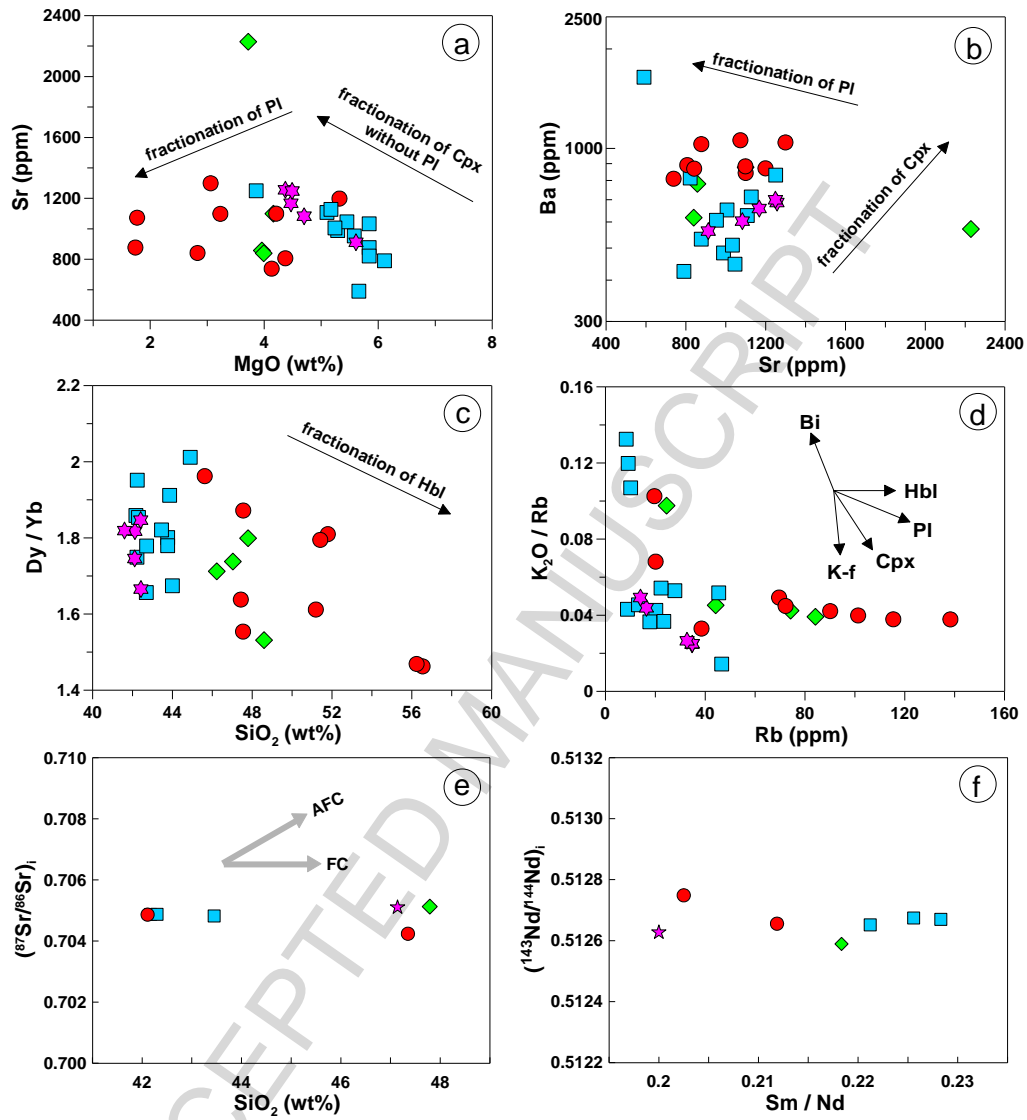 a
2400
2000
1600
1200
800
400
Sr (ppm)
fractionation of Pl
fractionation of Cpx
without Pl
2
4
6
8
MgO (wt%)
b
2500
1000
300
Ba (ppm)
fractionation of Pl
fractionation of Cpx
400
800
1200
1600
2000
2400
Sr (ppm)
c
2.2
2
1.8
1.6
1.4
Dy / Yb
fractionation of Hbl
40
44
48
52
56
60
SiO₂ (wt%)
d
0.16
0.12
0.08
0.04
0
K₂O / Rb
Bi
Hbl
Pl
Cpx
K-f
0
40
80
120
160
Rb (ppm)
e
0.710
0.708
0.706
0.704
0.702
0.700
(⁸⁷Sr/⁸⁶Sr)ᵢ
AFC
FC
42
44
46
48
SiO₂ (wt%)
f
0.5132
0.5130
0.5128
0.5126
0.5124
0.5122
(¹⁴³Nd/¹⁴⁴Nd)ᵢ
0.2
0.21
0.22
0.23
Sm / Nd
CEPTED MANUSCRIPT